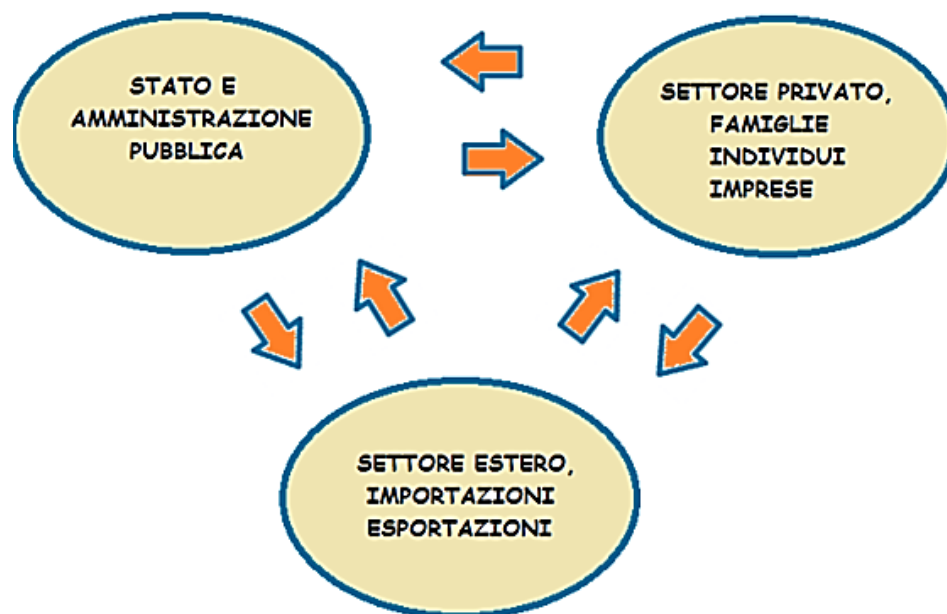 STATO E
AMMINISTRAZIONE
PUBBLICA
SETTORE PRIVATO,
FAMIGLIE
INDIVIDUI
IMPRESE
SETTORE ESTERO,
IMPORTAZIONI
ESPORTAZIONI